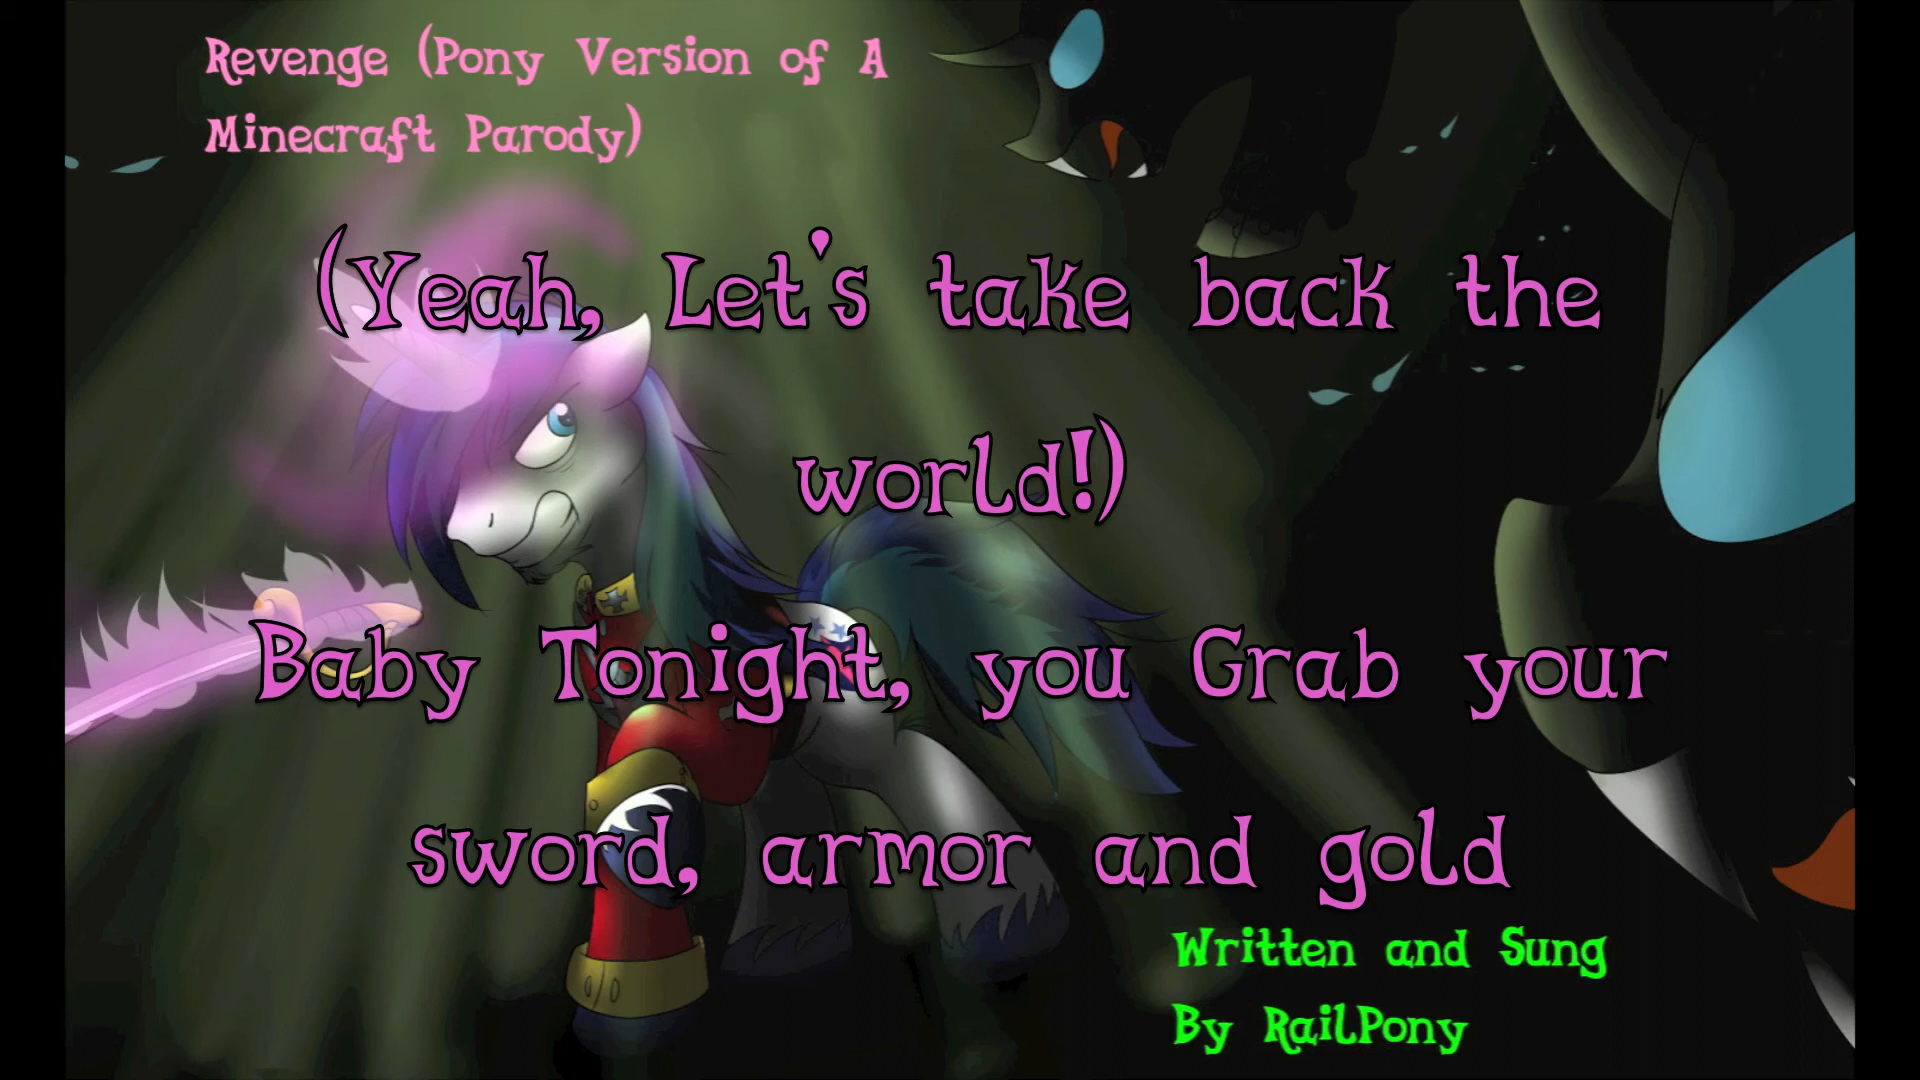 Revenge (Pony Version of A
Minecraft Parody)
(Yeah, Let's take back the
world!)
Baby Tonight, you Grab your
sword, armor and gold
Written and Sung
By RailPony